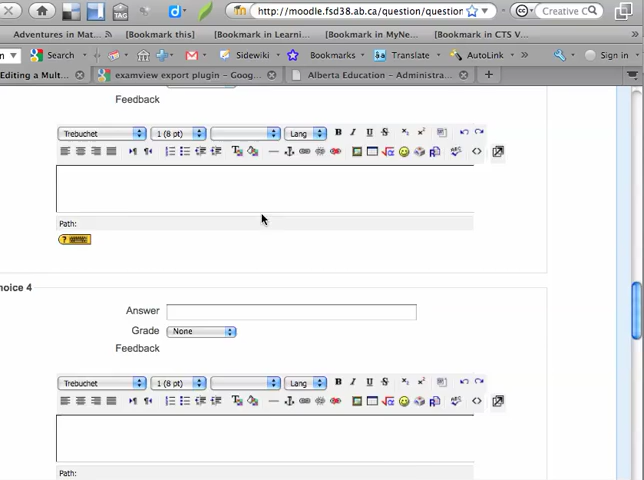 http://moodle.fsd38.ab.ca/question/question
Creative C
TAG
Adventures in Mat...
[Bookmark this]
[Bookmark in Learni...
[Bookmark in MyNe...
[Bookmark in CTS V...
Search
Sidewiki
Bookmarks
Translate
AutoLink
Sign in
Editing a Mult...
examview export plugin - Goog...
Alberta Education - Administra...
Feedback
Trebuchet
1 (8 pt)
Lang
B I U S
Path:
?
hoice 4
Answer
Grade
None
Feedback
Trebuchet
1 (8 pt)
Lang
B I U S
Path: